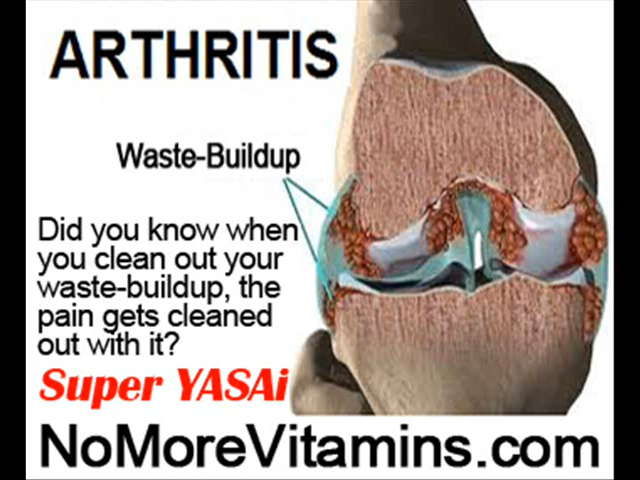 ARTHRITIS
Waste-Buildup
Did you know when
you clean out your
waste-buildup, the
pain gets cleaned
out with it?
Super YASAi
NoMoreVitamins.com